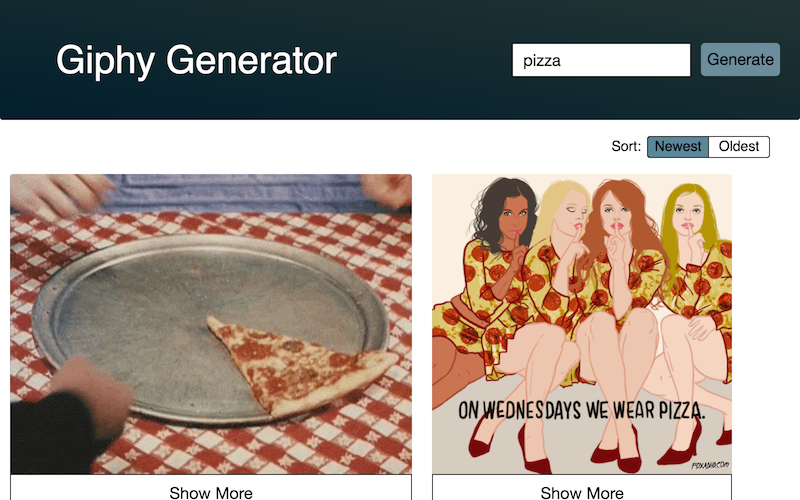 Giphy Generator
pizza
Generate
Sort: Newest Oldest
ON WEDNESDAYS WE WEAR PIZZA.
FOXADHD.COM
Show More
Show More